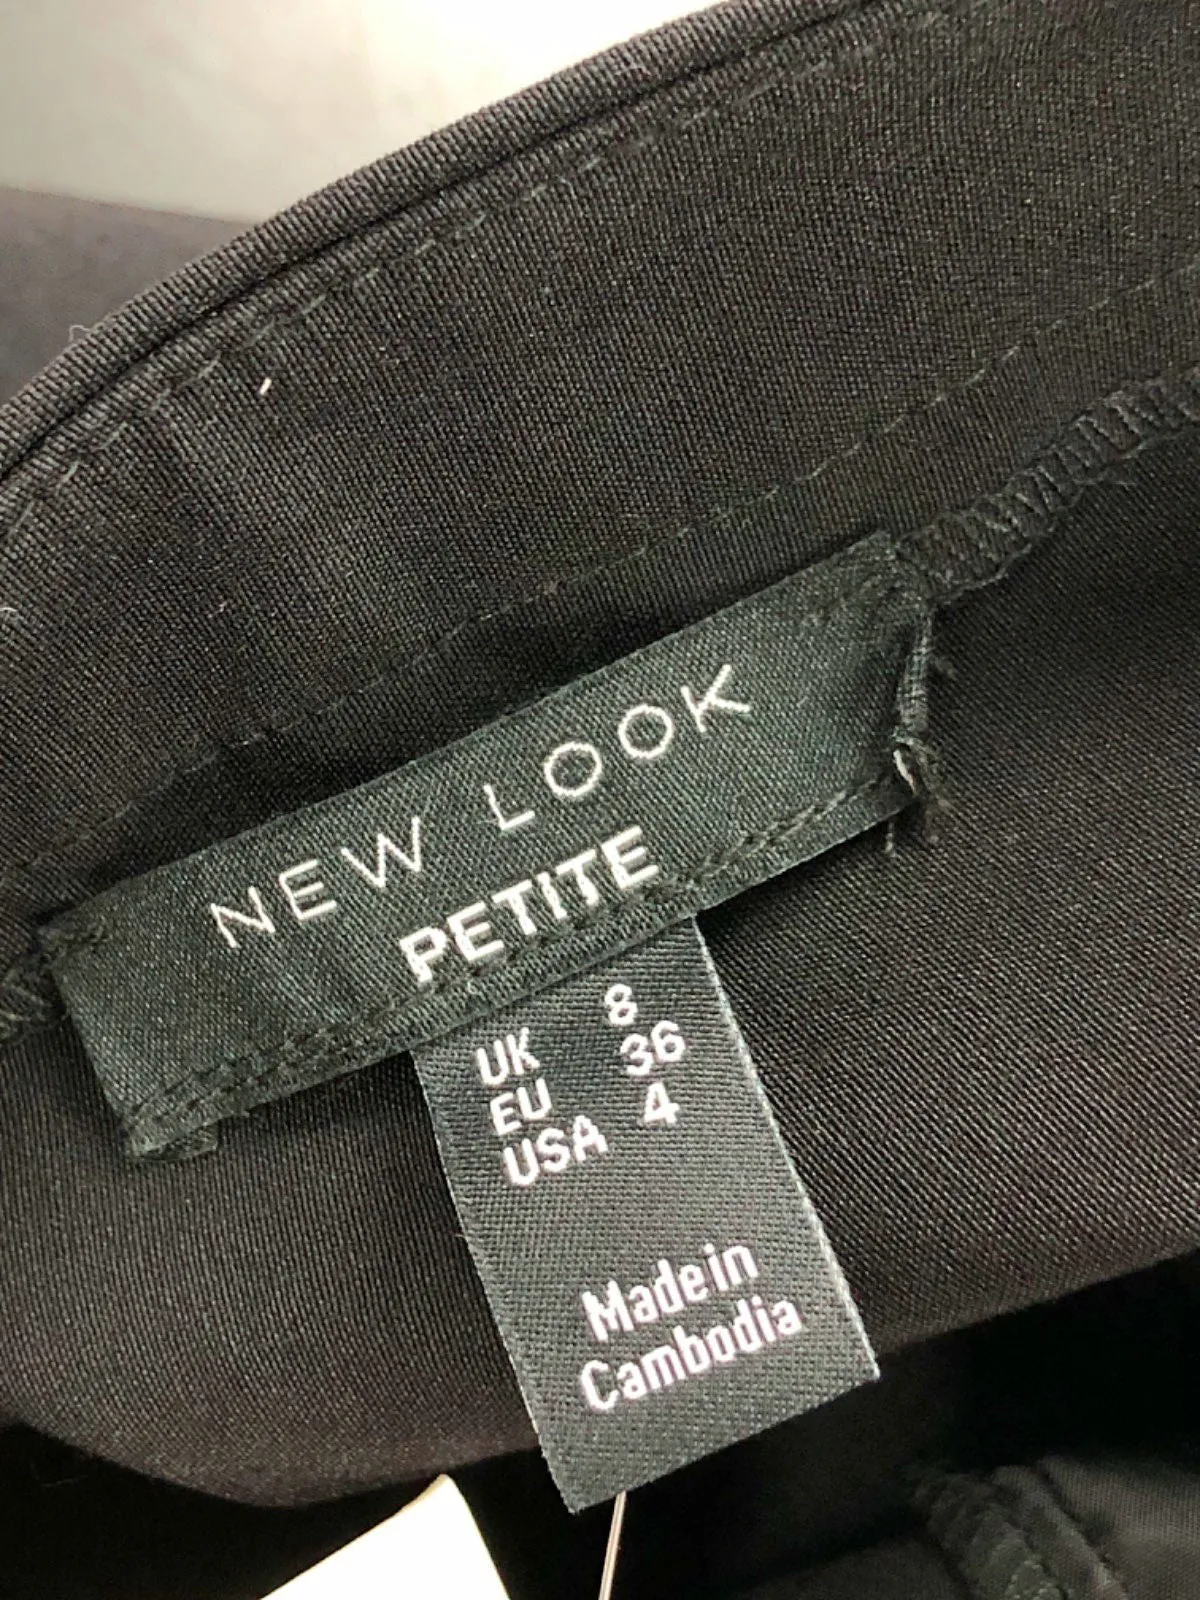 NEW LOOK
PETITE
UK 8
EU 36
USA 4
Made in
Cambodia